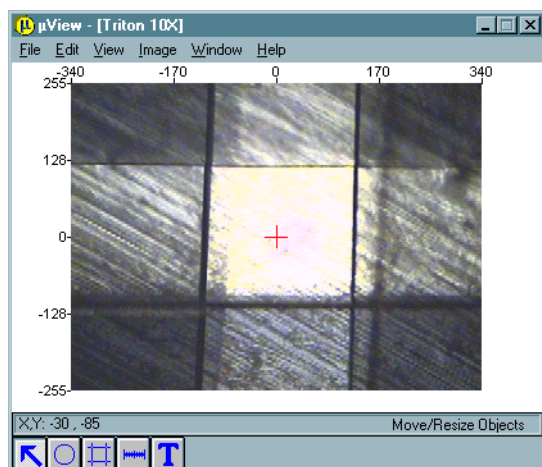 µ µView - [Triton 10X]
File Edit View Image Window Help
-340 -170 0 170 340
255
128
0
-128
-255
X,Y: -30 , -85 Move/Resize Objects
T